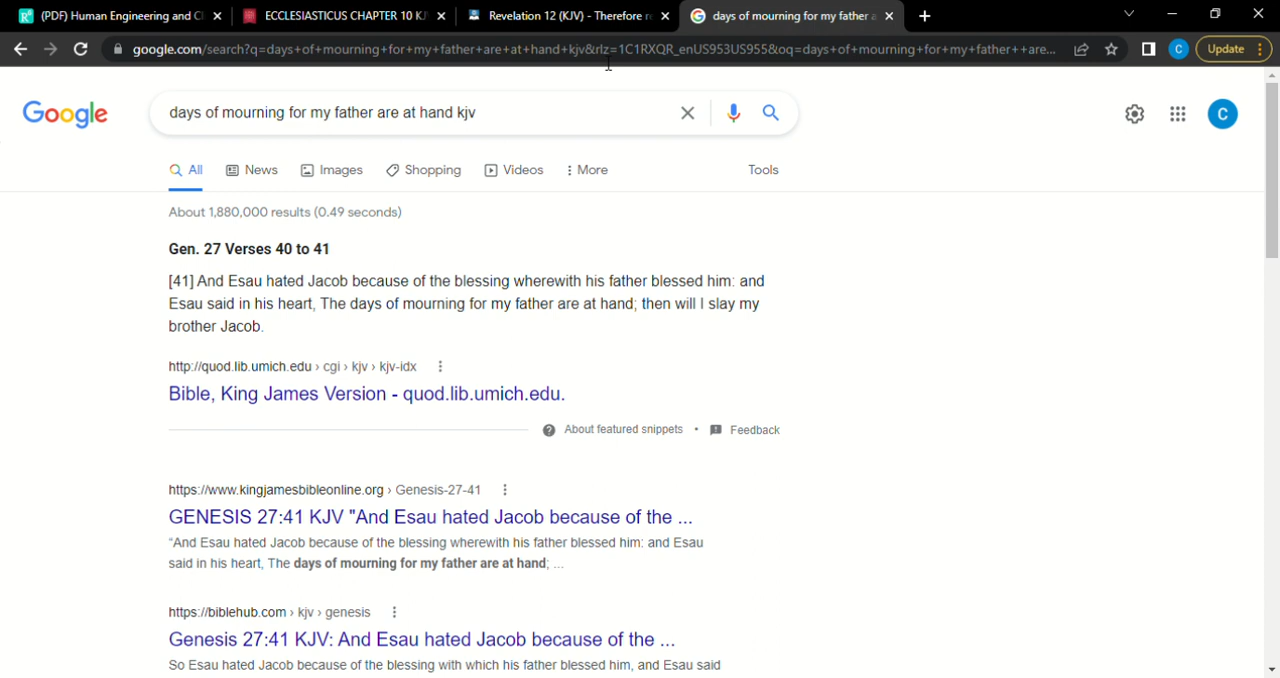 (PDF) Human Engineering and C
ECCLESIASTICUS CHAPTER 10 K
Revelation 12 (KJV) - Therefore r
days of mourning for my father a
google.com/search?q=days+of+mourning+for+my+father+are+at+hand+kjv&rlz=1C1RXQR_enUS953US955&oq=days+of+mourning+for+my+father++are...
C
Update
Google
days of mourning for my father are at hand kjv
C
All
News
Images
Shopping
Videos
More
Tools
About 1,880,000 results (0.49 seconds)
Gen. 27 Verses 40 to 41
[41] And Esau hated Jacob because of the blessing wherewith his father blessed him: and
Esau said in his heart, The days of mourning for my father are at hand; then will I slay my
brother Jacob.
http://quod.lib.umich.edu › cgi › kjv › kjv-idx
Bible, King James Version - quod.lib.umich.edu.
About featured snippets • Feedback
https://www.kingjamesbibleonline.org › Genesis-27-41
GENESIS 27:41 KJV "And Esau hated Jacob because of the ...
“And Esau hated Jacob because of the blessing wherewith his father blessed him: and Esau
said in his heart, The days of mourning for my father are at hand; ...
https://biblehub.com › kjv › genesis
Genesis 27:41 KJV: And Esau hated Jacob because of the ...
So Esau hated Jacob because of the blessing with which his father blessed him, and Esau said